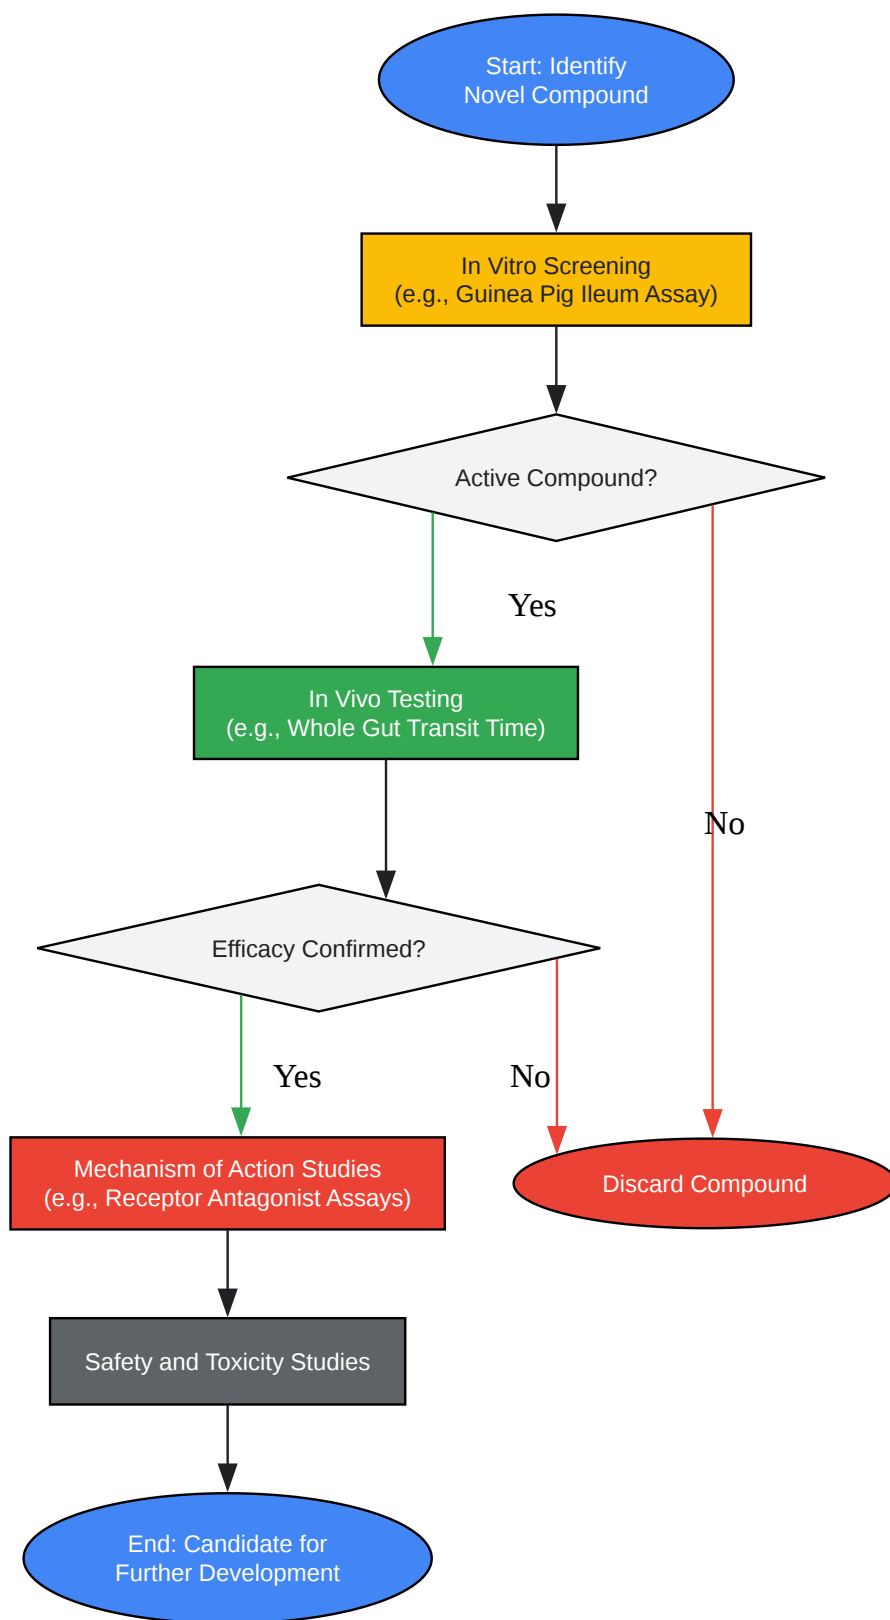 Start: Identify
Novel Compound
In Vitro Screening
(e.g., Guinea Pig Ileum Assay)
Active Compound?
Yes
In Vivo Testing
(e.g., Whole Gut Transit Time)
No
Efficacy Confirmed?
Yes
No
Mechanism of Action Studies
(e.g., Receptor Antagonist Assays)
Discard Compound
Safety and Toxicity Studies
End: Candidate for
Further Development